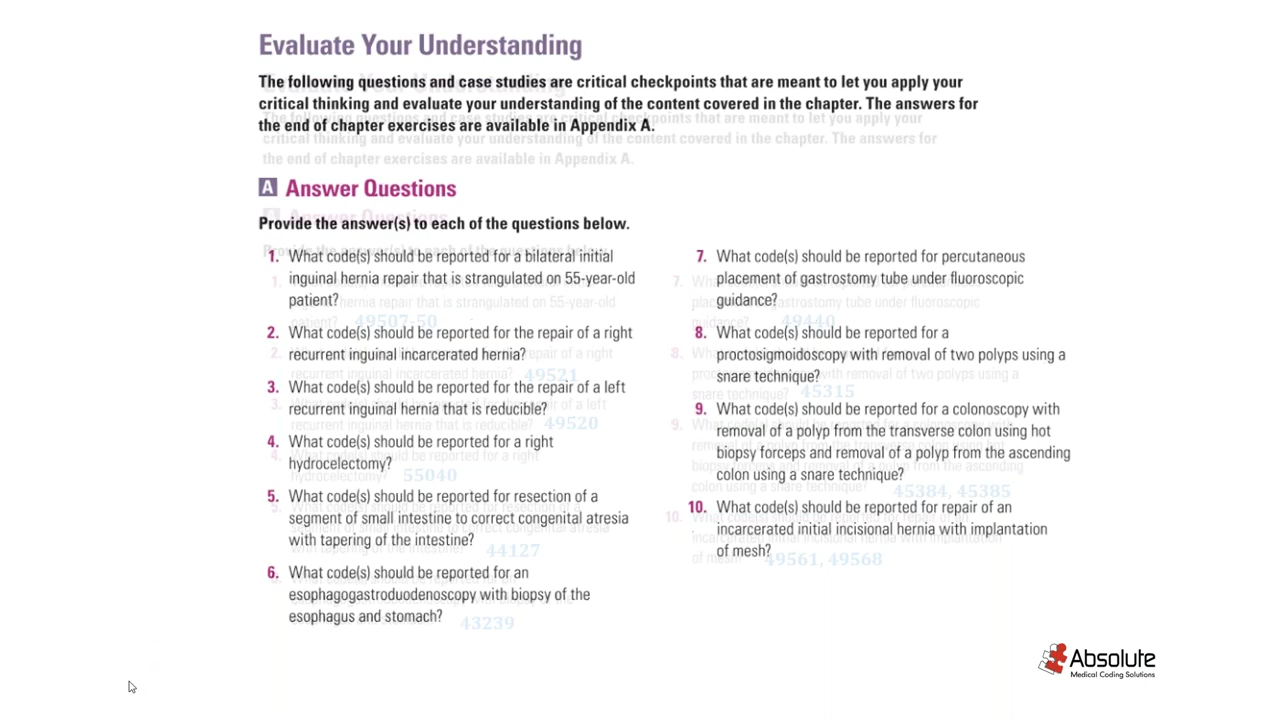 Evaluate Your Understanding
The following questions and case studies are critical checkpoints that are meant to let you apply your
critical thinking and evaluate your understanding of the content covered in the chapter. The answers for
the end of chapter exercises are available in Appendix A.
A Answer Questions
Provide the answer(s) to each of the questions below.
1. What code(s) should be reported for a bilateral initial
inguinal hernia repair that is strangulated on 55-year-old
patient?
49507-50
2. What code(s) should be reported for the repair of a right
recurrent inguinal incarcerated hernia?
49521
3. What code(s) should be reported for the repair of a left
recurrent inguinal hernia that is reducible?
49520
4. What code(s) should be reported for a right
hydrocelectomy?
55040
5. What code(s) should be reported for resection of a
segment of small intestine to correct congenital atresia
with tapering of the intestine?
44127
6. What code(s) should be reported for an
esophagogastroduodenoscopy with biopsy of the
esophagus and stomach?
43239
7. What code(s) should be reported for percutaneous
placement of gastrostomy tube under fluoroscopic
guidance?
49440
8. What code(s) should be reported for a
proctosigmoidoscopy with removal of two polyps using a
snare technique?
45315
9. What code(s) should be reported for a colonoscopy with
removal of a polyp from the transverse colon using hot
biopsy forceps and removal of a polyp from the ascending
colon using a snare technique?
45384, 45385
10. What code(s) should be reported for repair of an
incarcerated initial incisional hernia with implantation
of mesh?
49561, 49568
Absolute
Medical Coding Solutions